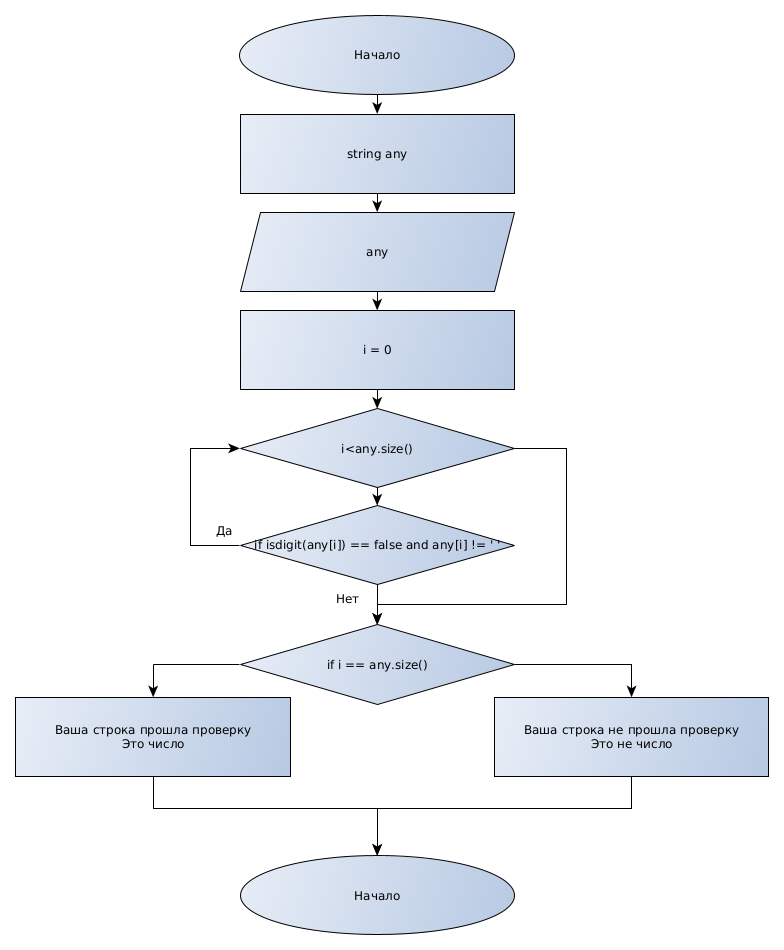 Начало
string any
any
i = 0
i<any.size()
Да
if isdigit(any[i]) == false and any[i] != ' '
Нет
if i == any.size()
Ваша строка прошла проверку
Это число
Ваша строка не прошла проверку
Это не число
Начало